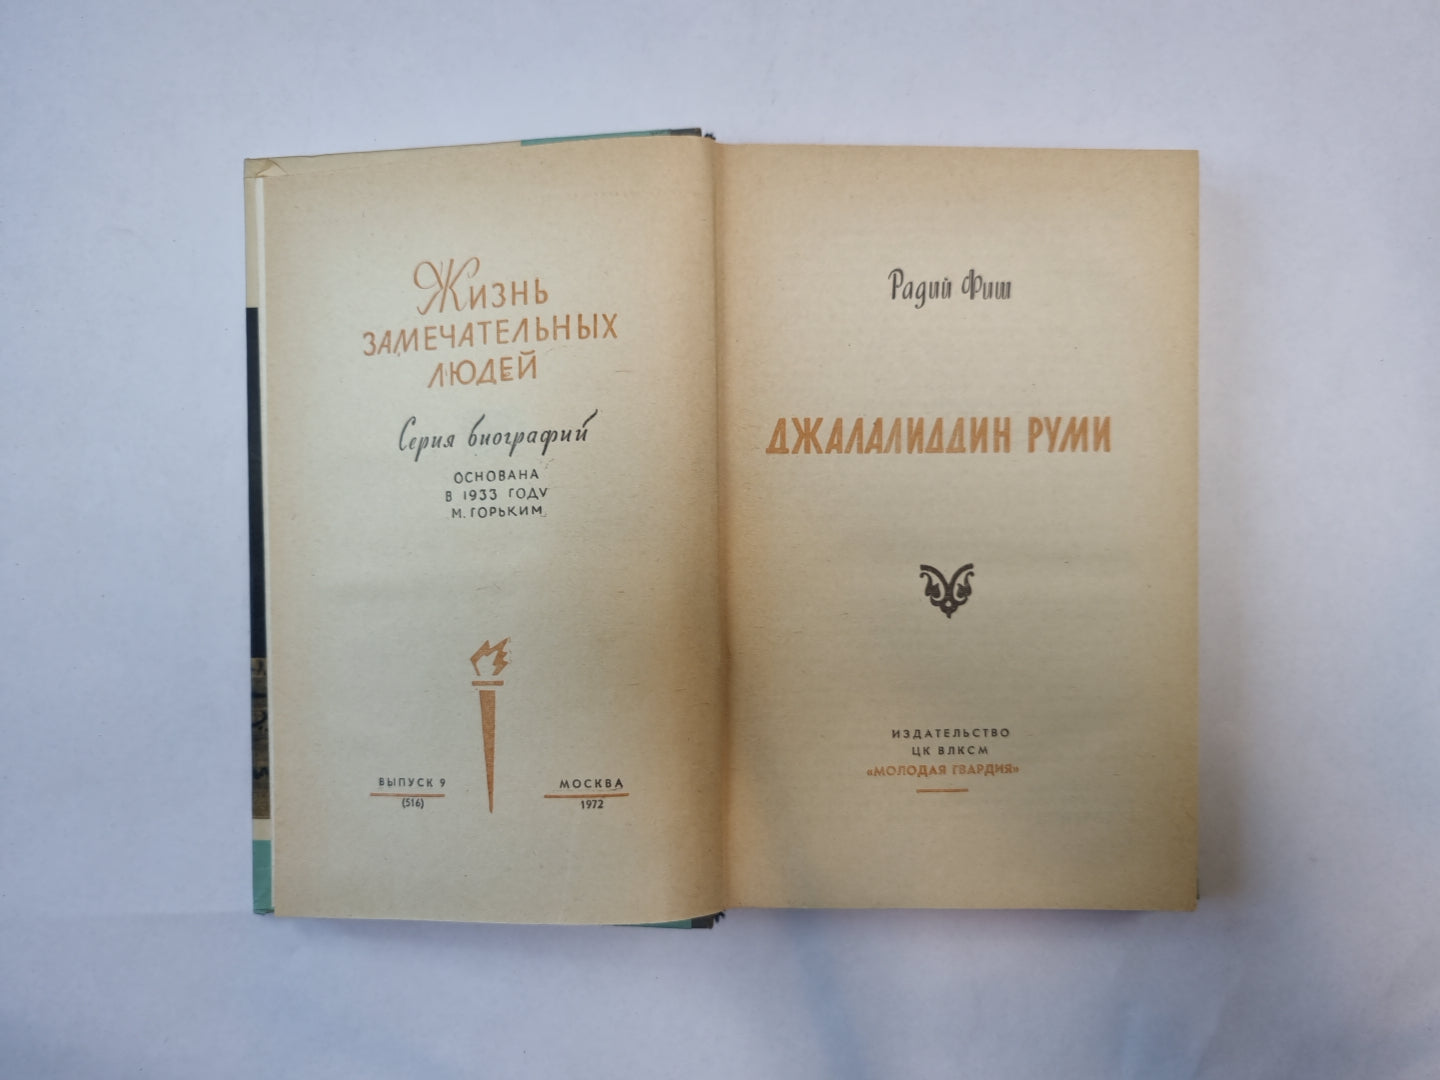 Жизнь
замечательных
людей
Серия биографий
ОСНОВАНА
В 1933 ГОДУ
М. ГОРЬКИМ
ВЫПУСК 9
(516)
МОСКВА
1972
Радий Фиш
ДЖАЛАЛИДДИН РУМИ
ИЗДАТЕЛЬСТВО
ЦК ВЛКСМ
«МОЛОДАЯ ГВАРДИЯ»